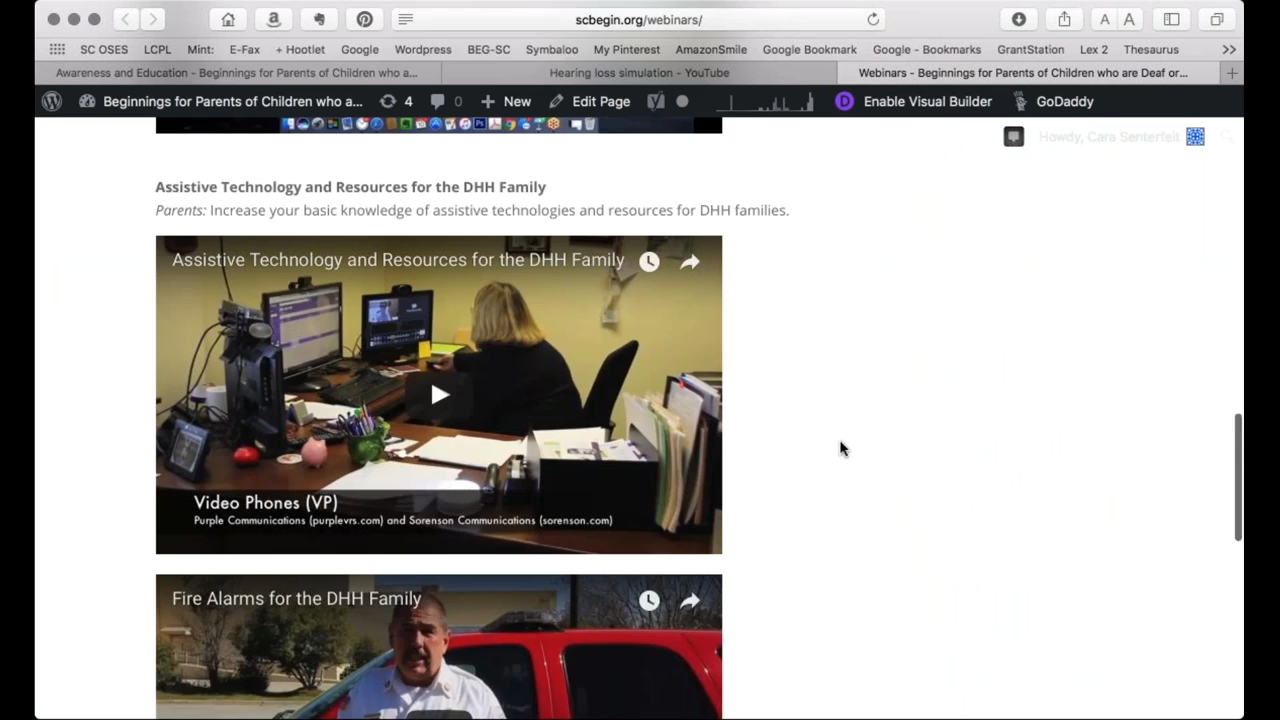 scbegin.org/webinars/
A A
SC OSES LCPL Mint: E-Fax + Hootlet Google Wordpress BEG-SC Symbaloo My Pinterest AmazonSmile Google Bookmark Google - Bookmarks GrantStation Lex 2 Thesaurus >>
Awareness and Education - Beginnings for Parents of Children who a... Hearing loss simulation - YouTube Webinars - Beginnings for Parents of Children who are Deaf or... +
Beginnings for Parents of Children who a... 4 0 + New Edit Page D Enable Visual Builder GoDaddy
Howdy, Cara Senterfeit
Assistive Technology and Resources for the DHH Family
Parents: Increase your basic knowledge of assistive technologies and resources for DHH families.
Assistive Technology and Resources for the DHH Family
Video Phones (VP)
Purple Communications (purplevrs.com) and Sorenson Communications (sorenson.com)
Fire Alarms for the DHH Family